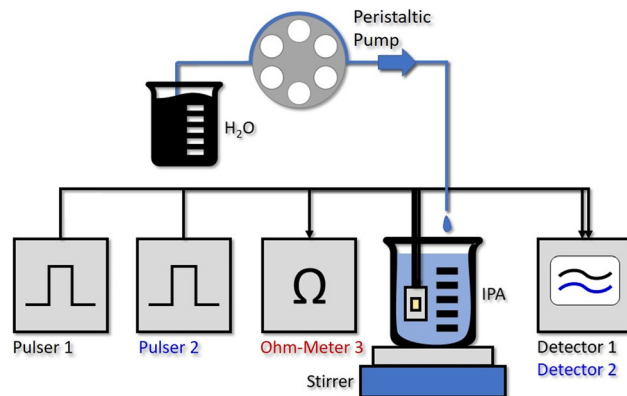 Peristaltic
Pump
H₂O
IPA
Ω
Pulser 1
Pulser 2
Ohm-Meter 3
Detector 1
Detector 2
Stirrer